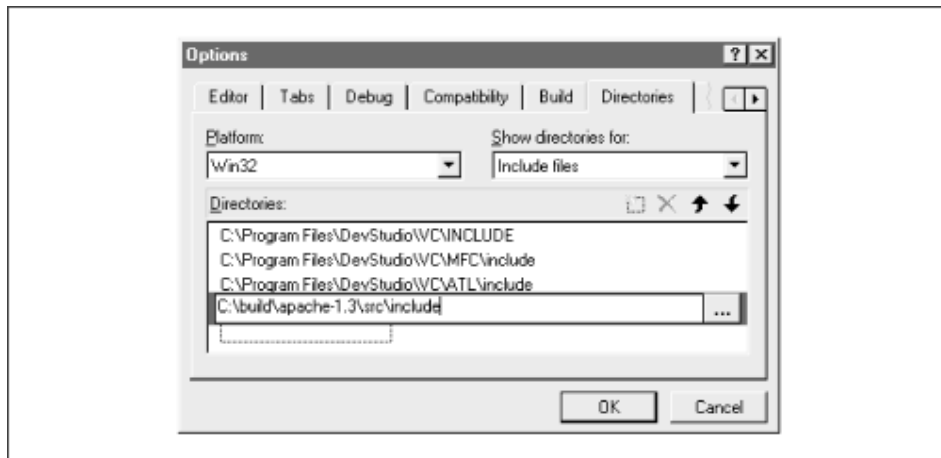 Options
Editor Tabs Debug Compatibility Build Directories
Platform: Show directories for:
Win32 Include files
Directories:
C:\Program Files\DevStudio\VC\INCLUDE
C:\Program Files\DevStudio\VC\MFC\include
C:\Program Files\DevStudio\VC\ATL\include
C:\build\apache-1.3\src\include
...
OK Cancel